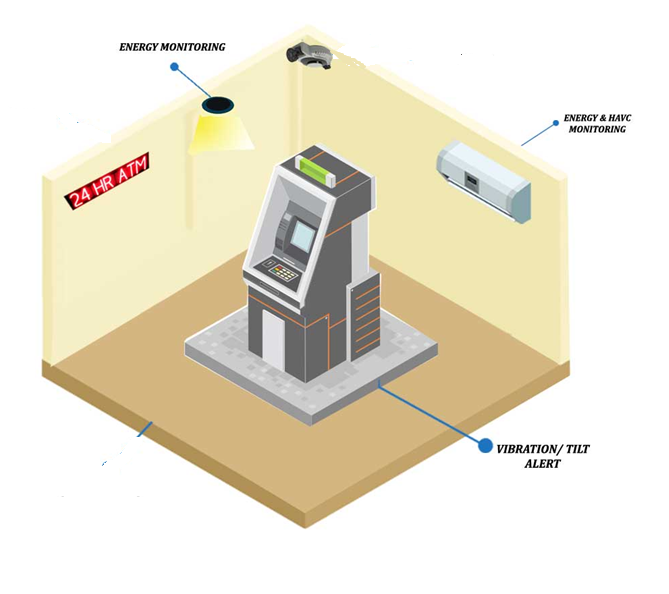 ENERGY MONITORING
ENERGY & HAVC
MONITORING
24 HR ATM
VIBRATION/ TILT
ALERT